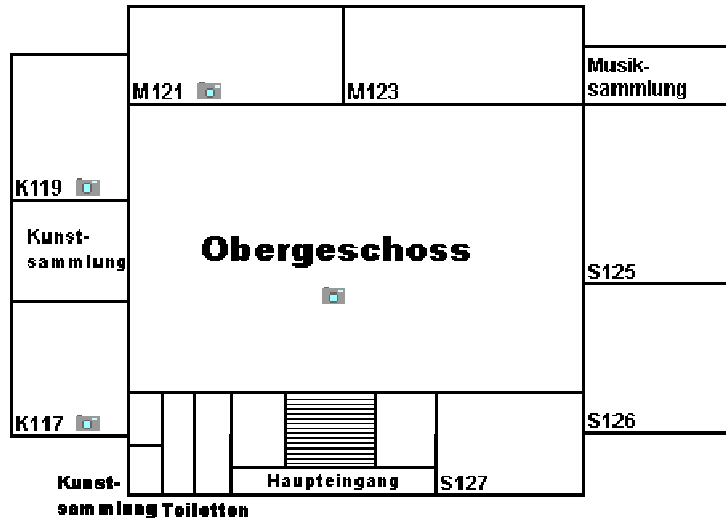 M121
M123
Musik-
sammlung
K119
Kunst-
sammlung
Obergeschoss
S125
K117
S126
Haupteingang
S127
Kunst-
sammlung Toiletten